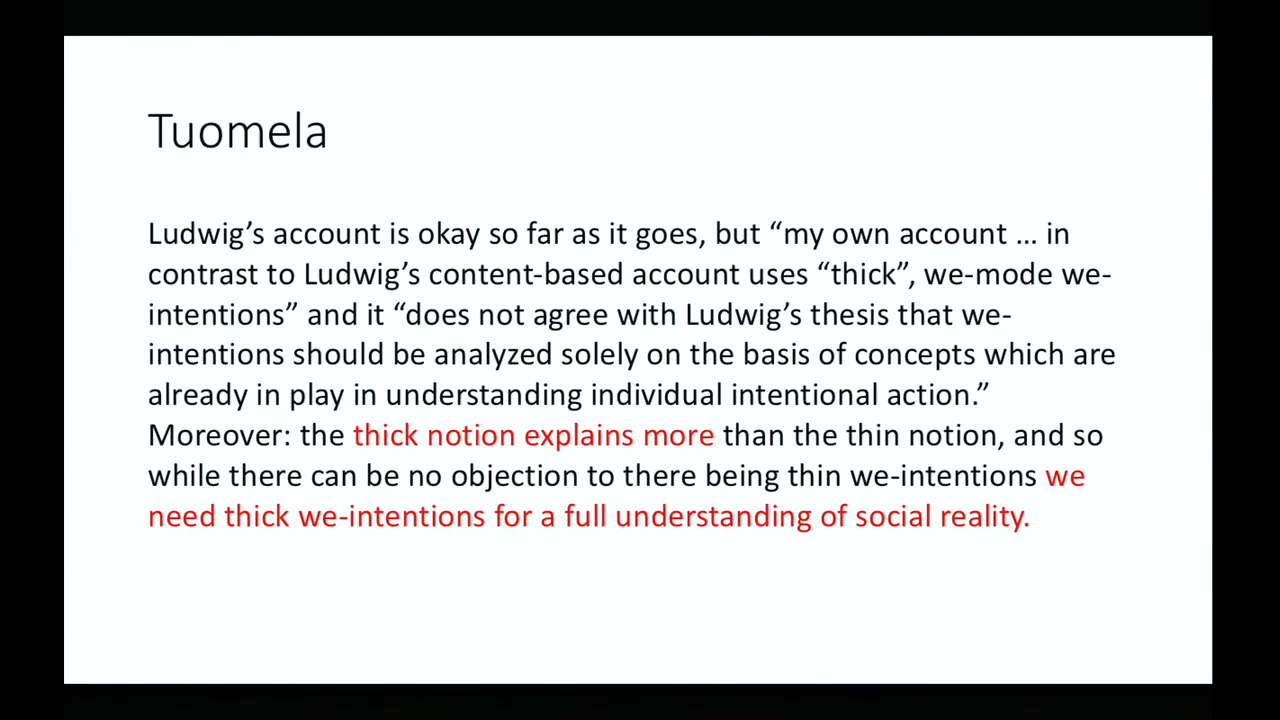 Tuomela
Ludwig’s account is okay so far as it goes, but “my own account … in
contrast to Ludwig’s content-based account uses “thick”, we-mode we-
intentions” and it “does not agree with Ludwig’s thesis that we-
intentions should be analyzed solely on the basis of concepts which are
already in play in understanding individual intentional action.”
Moreover: the thick notion explains more than the thin notion, and so
while there can be no objection to there being thin we-intentions we
need thick we-intentions for a full understanding of social reality.